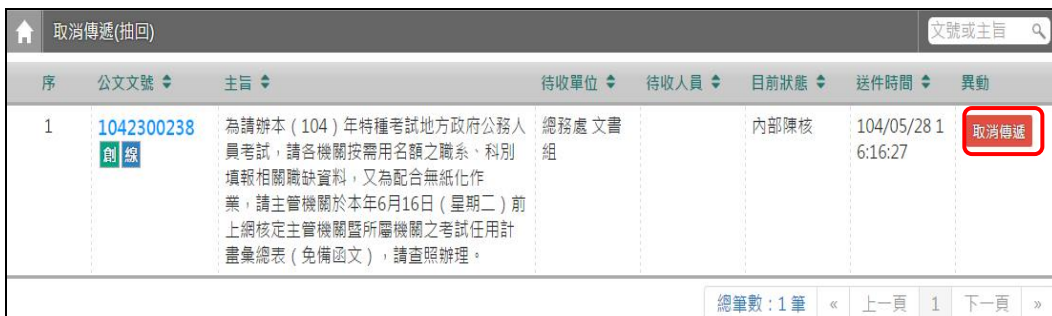 取消傳遞(抽回)
文號或主旨
序 公文文號 主旨 待收單位 待收人員 目前狀態 送件時間 異動
1 1042300238 為請辦本（104）年特種考試地方政府公務人 總務處 文書 內部陳核 104/05/28 1 取消傳遞
創 線 員考試，請各機關按需用名額之職系、科別 組 6:16:27
填報相關職缺資料，又為配合無紙化作
業，請主管機關於本年6月16日（星期二）前
上網核定主管機關暨所屬機關之考試任用計
畫彙總表（免備函文），請查照辦理。
總筆數：1 筆 « 上一頁 1 下一頁 »